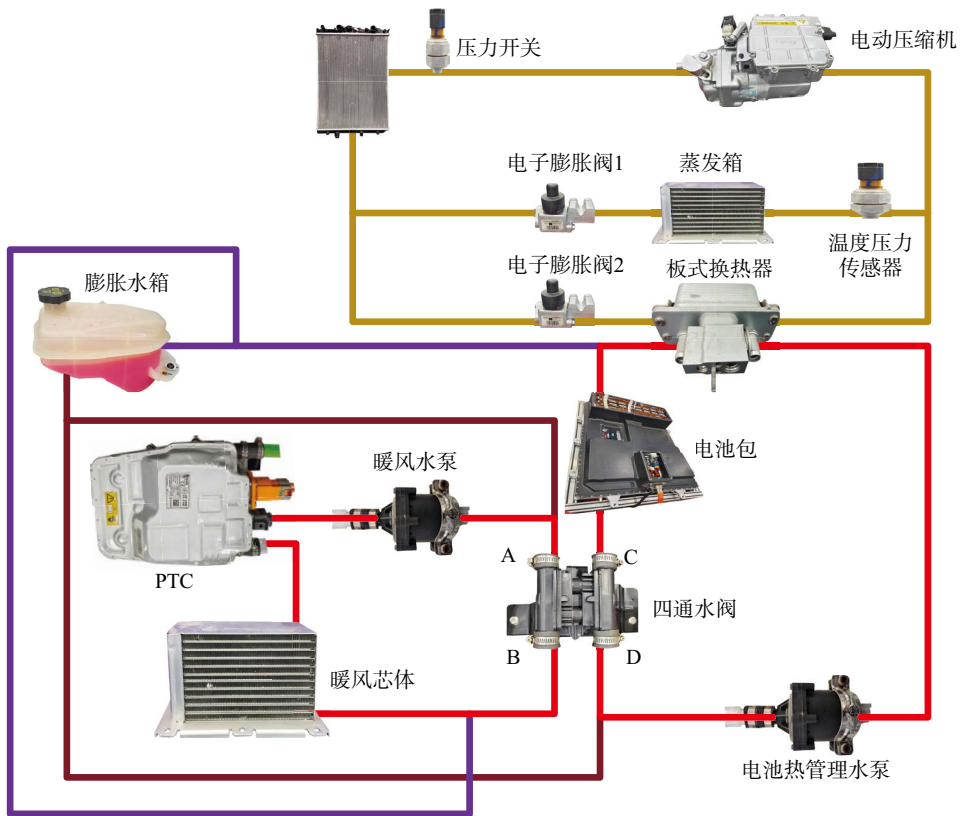 压力开关
电动压缩机
电子膨胀阀1
蒸发箱
温度压力
传感器
电子膨胀阀2
板式换热器
膨胀水箱
电池包
暖风水泵
PTC
A
C
四通水阀
B
D
暖风芯体
电池热管理水泵